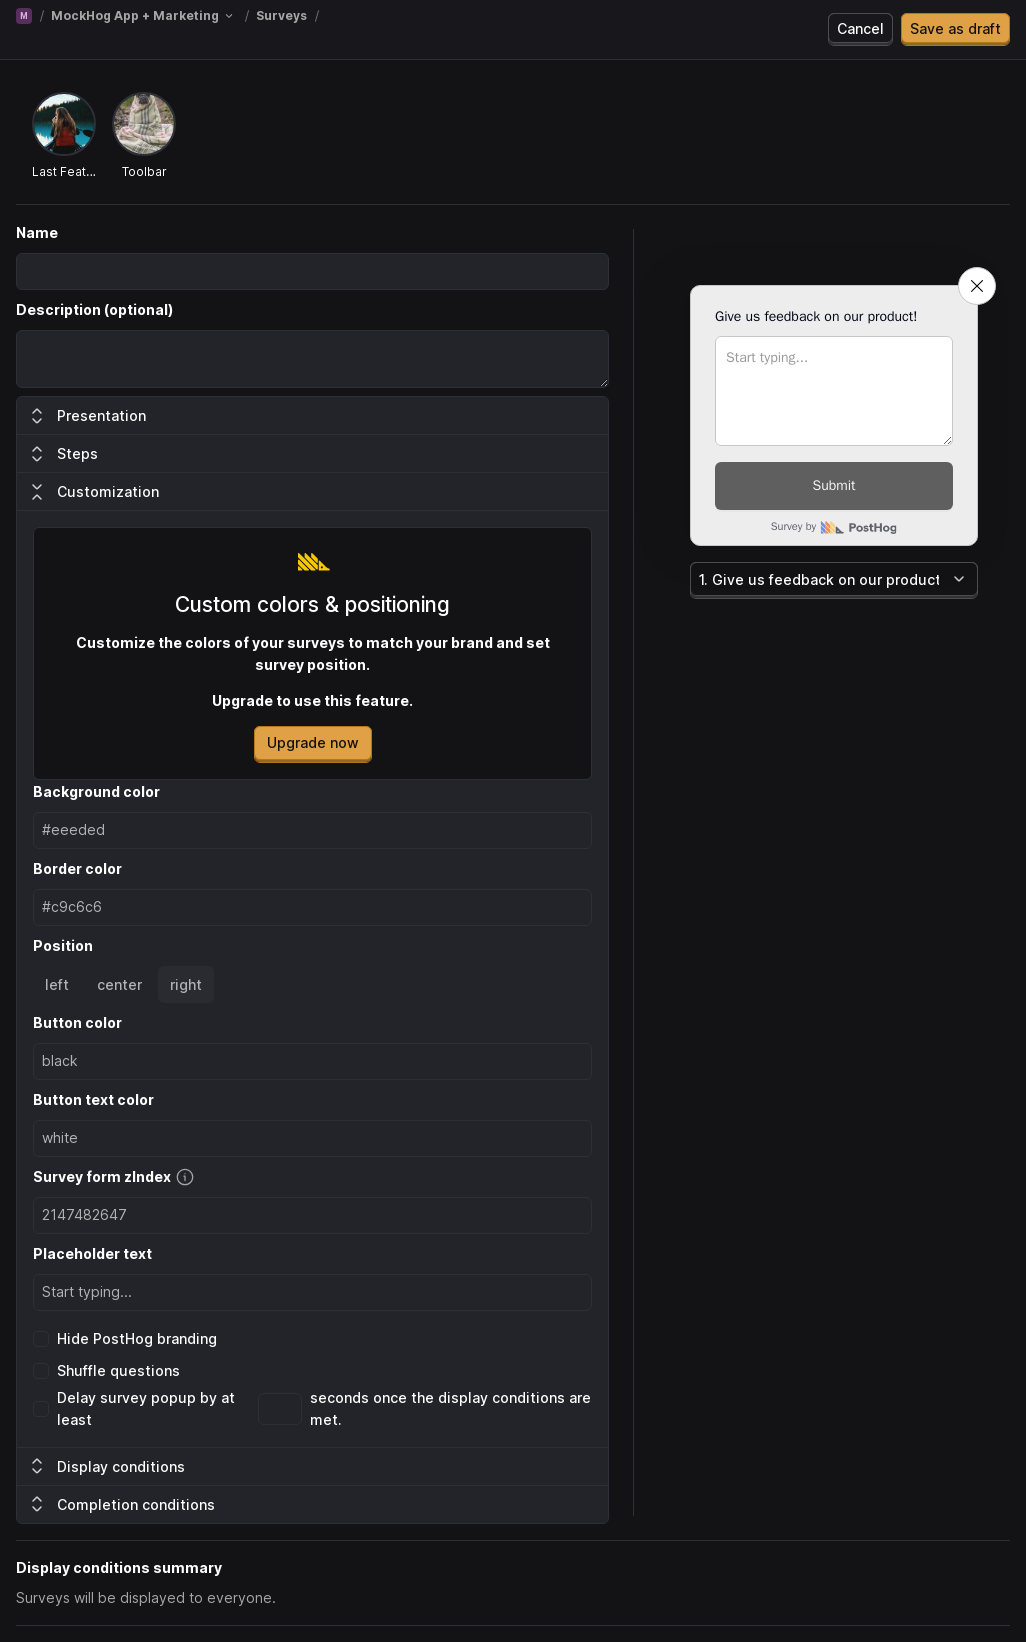 M / MockHog App + Marketing / Surveys /
Cancel
Save as draft
Last Feat...
Toolbar
Name
Description (optional)
Presentation
Steps
Customization
Custom colors & positioning
Customize the colors of your surveys to match your brand and set
survey position.
Upgrade to use this feature.
Upgrade now
Background color
#eeeded
Border color
#c9c6c6
Position
left center right
Button color
black
Button text color
white
Survey form zIndex
2147482647
Placeholder text
Start typing...
Hide PostHog branding
Shuffle questions
Delay survey popup by at
least
seconds once the display conditions are
met.
Display conditions
Completion conditions
Give us feedback on our product!
Start typing...
Submit
Survey by PostHog
1. Give us feedback on our product
Display conditions summary
Surveys will be displayed to everyone.